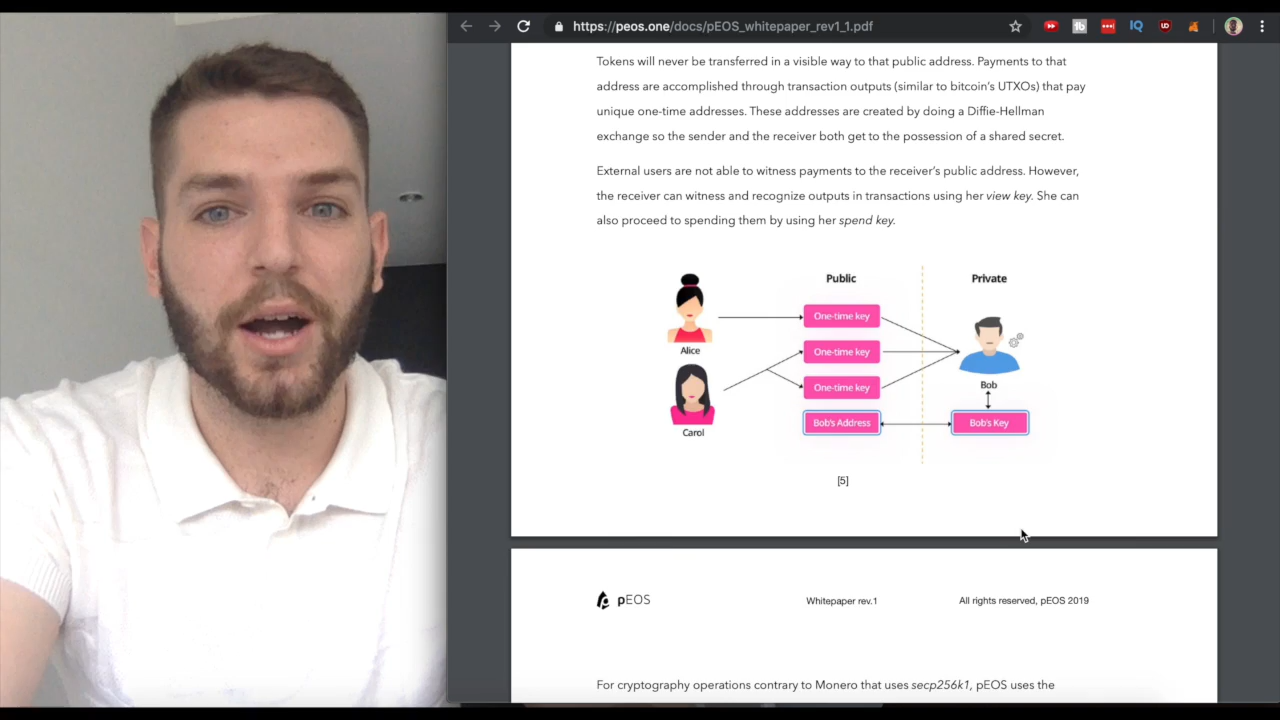 https://peos.one/docs/pEOS_whitepaper_rev1_1.pdf
Tokens will never be transferred in a visible way to that public address. Payments to that
address are accomplished through transaction outputs (similar to bitcoin's UTXOs) that pay
unique one-time addresses. These addresses are created by doing a Diffie-Hellman
exchange so the sender and the receiver both get to the possession of a shared secret.
External users are not able to witness payments to the receiver's public address. However,
the receiver can witness and recognize outputs in transactions using her view key. She can
also proceed to spending them by using her spend key.
Public
Private
One-time key
Alice
One-time key
One-time key
Bob
Carol
Bob's Address
Bob's Key
[5]
pEOS
Whitepaper rev.1
All rights reserved, pEOS 2019
For cryptography operations contrary to Monero that uses secp256k1, pEOS uses the